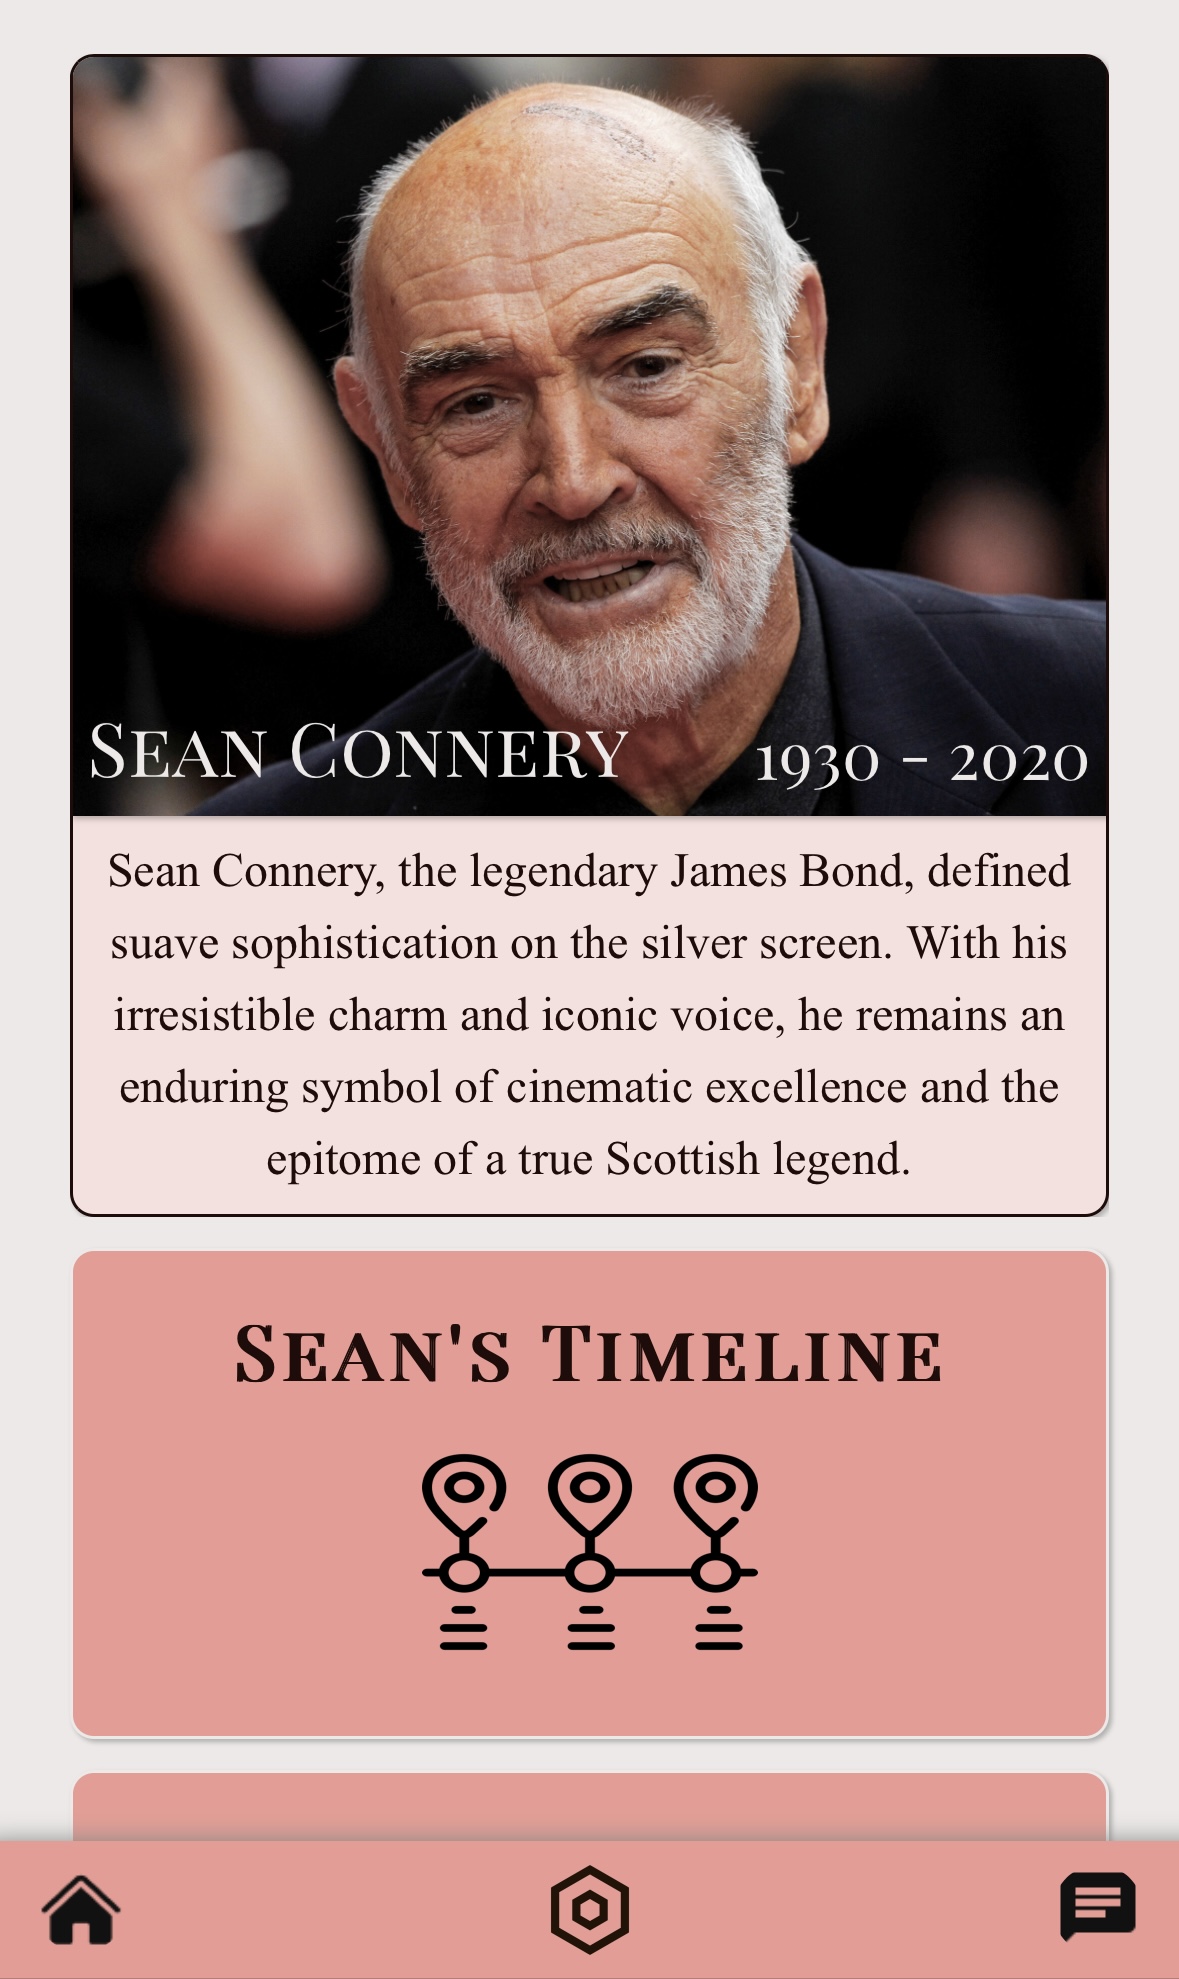 Sean Connery
1930 - 2020
Sean Connery, the legendary James Bond, defined
suave sophistication on the silver screen. With his
irresistible charm and iconic voice, he remains an
enduring symbol of cinematic excellence and the
epitome of a true Scottish legend.
Sean's Timeline